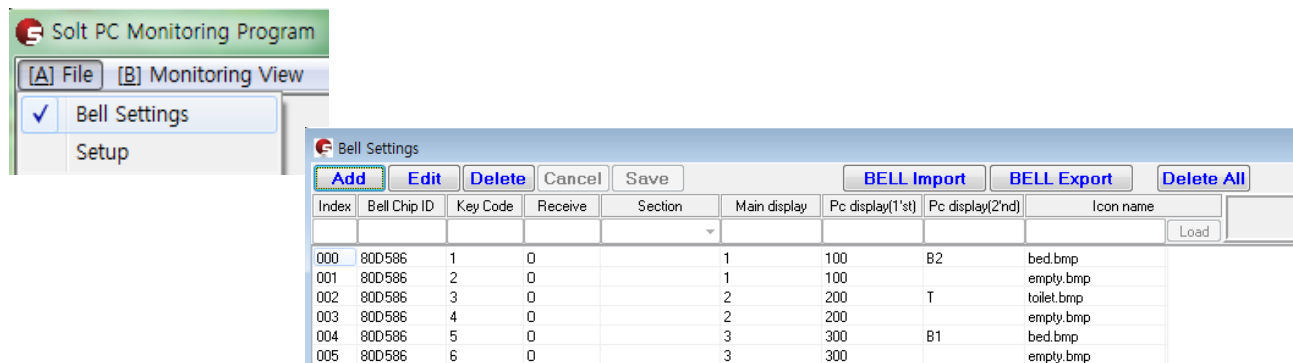 Solt PC Monitoring Program
[A] File [B] Monitoring View
✓ Bell Settings
Setup
Bell Settings
Add Edit Delete Cancel Save BELL Import BELL Export Delete All
Index Bell Chip ID Key Code Receive Section Main display Pc display(1'st) Pc display(2'nd) Icon name
Load
000 80D586 1 0 1 100 B2 bed.bmp
001 80D586 2 0 1 100 empty.bmp
002 80D586 3 0 2 200 T toilet.bmp
003 80D586 4 0 2 200 empty.bmp
004 80D586 5 0 3 300 B1 bed.bmp
005 80D586 6 0 3 300 empty.bmp